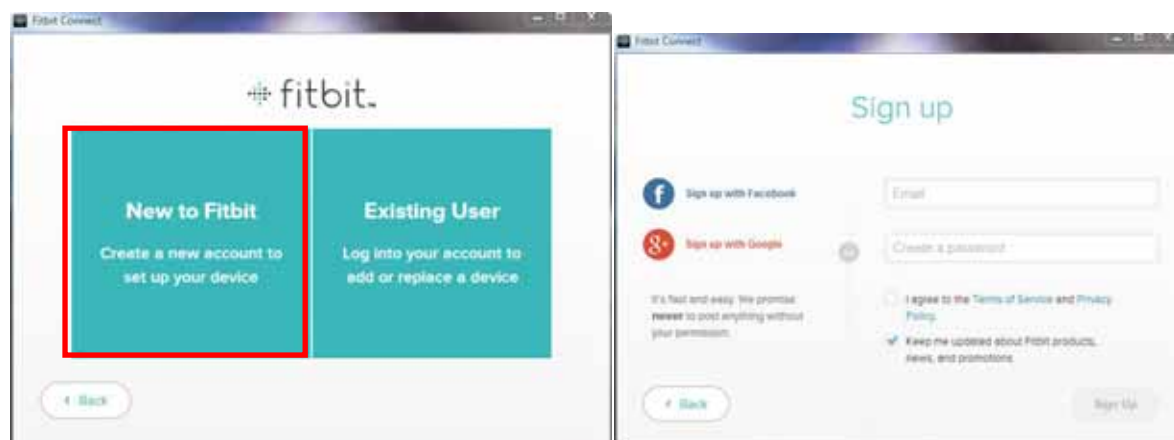 Fitbit Connect
fitbit
New to Fitbit
Create a new account to
set up your device
Existing User
Log into your account to
add or replace a device
Back
Fitbit Connect
Sign up
Sign up with Facebook
Sign up with Google
It's fast and easy. We promise
never to post anything without
your permission.
Email
Create a password
I agree to the Terms of Service and Privacy
Policy.
Keep me updated about Fitbit products,
news, and promotions
Back
Sign Up